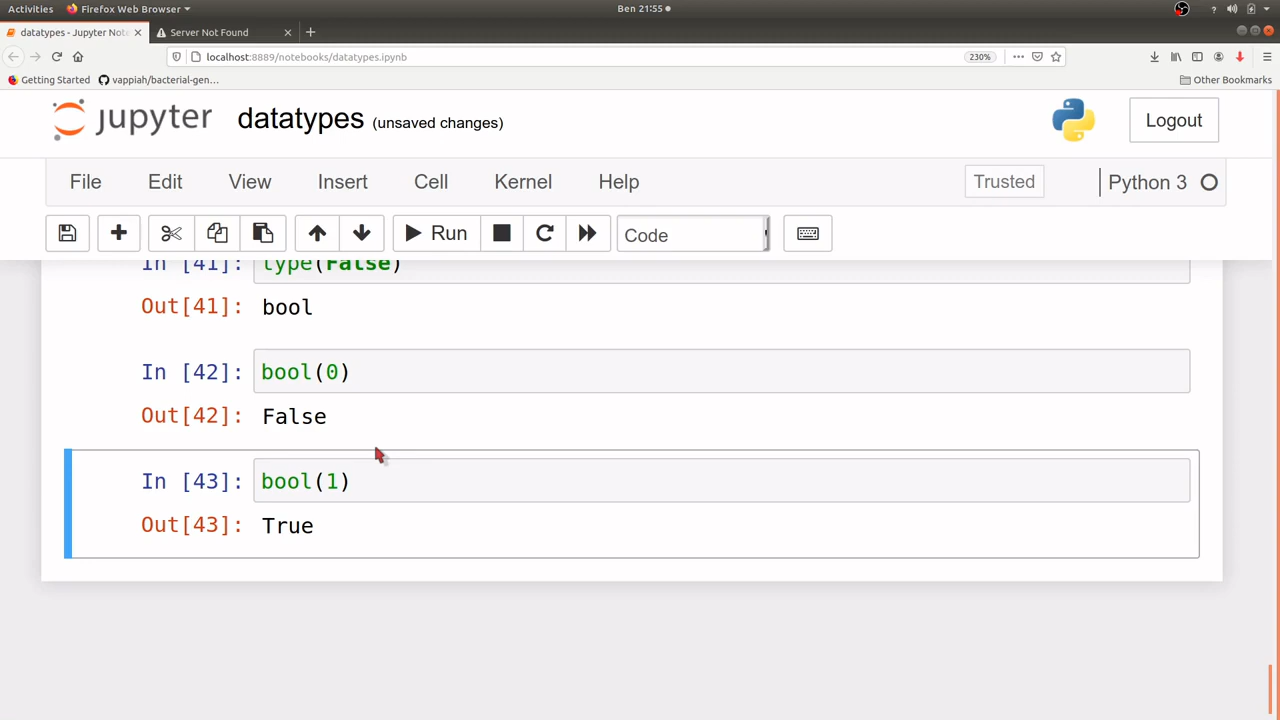 Activities Firefox Web Browser Ben 21:55
datatypes - Jupyter Note Server Not Found
localhost:8889/notebooks/datatypes.ipynb 230%
Getting Started vappiah/bacterial-gen... Other Bookmarks
jupyter datatypes (unsaved changes) Logout
File Edit View Insert Cell Kernel Help Trusted Python 3
Run Code
In [41]: type(False)
Out[41]: bool
In [42]: bool(0)
Out[42]: False
In [43]: bool(1)
Out[43]: True